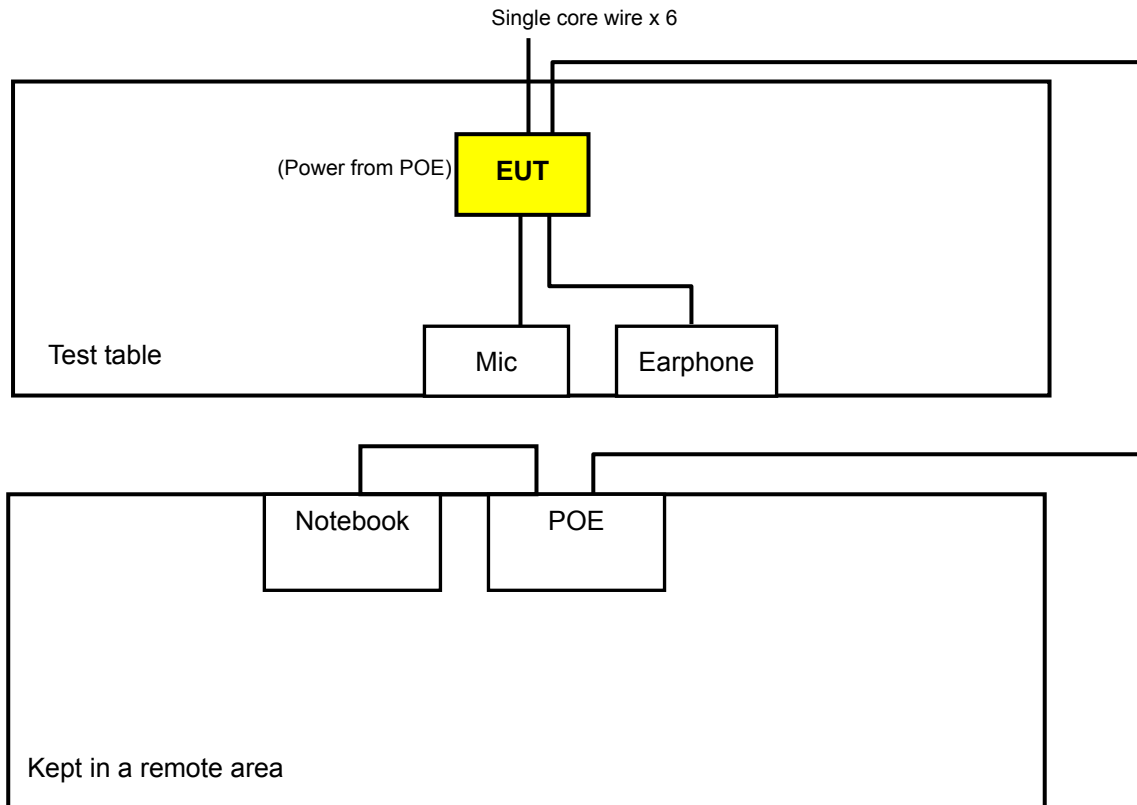 Single core wire x 6
(Power from POE)
EUT
Test table
Mic
Earphone
Notebook
POE
Kept in a remote area